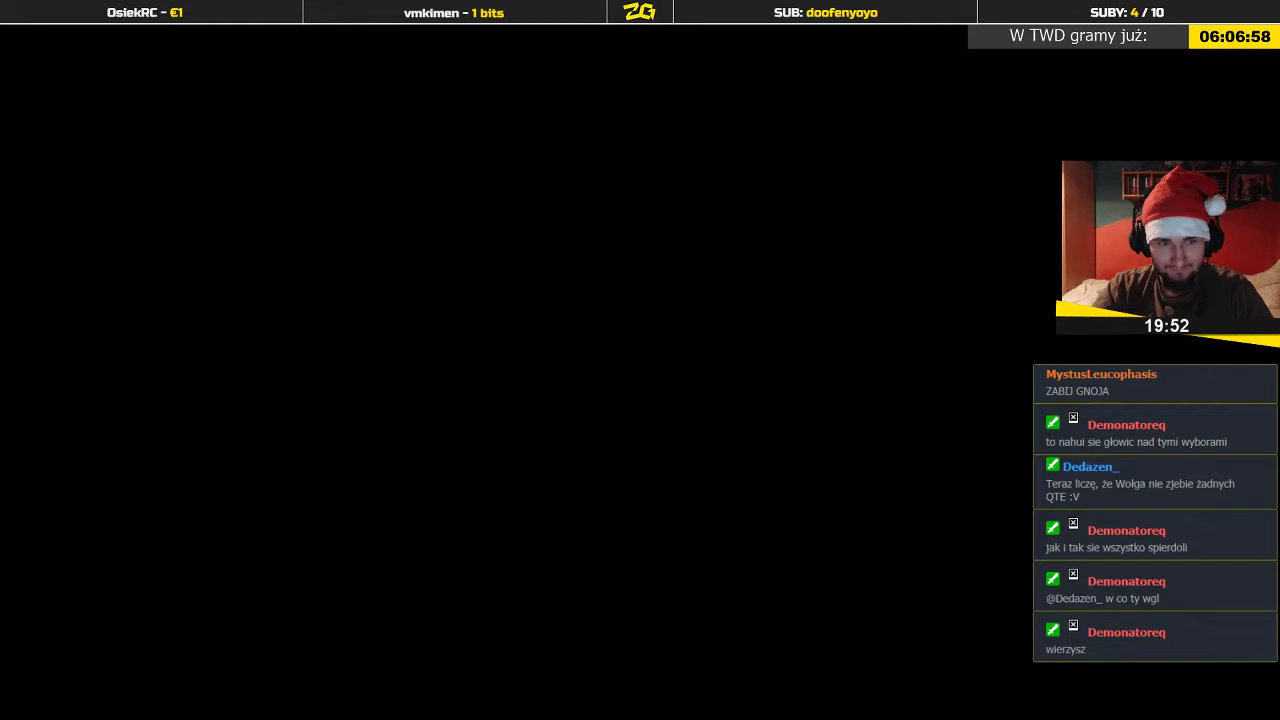 OsiekRC - €1
vmkimen - 1 bits
ZG
SUB: doofenyoyo
SUBY: 4 / 10
W TWD gramy już:
06:06:58
19:52
MystusLeucophasis
ZABIJ GNOJA
Demonatoreq
to nahui sie głowic nad tymi wyborami
Dedazen_
Teraz liczę, że Wołga nie zjebie żadnych
QTE :V
Demonatoreq
jak i tak sie wszystko spierdoli
Demonatoreq
@Dedazen_ w co ty wgl
Demonatoreq
wierzysz